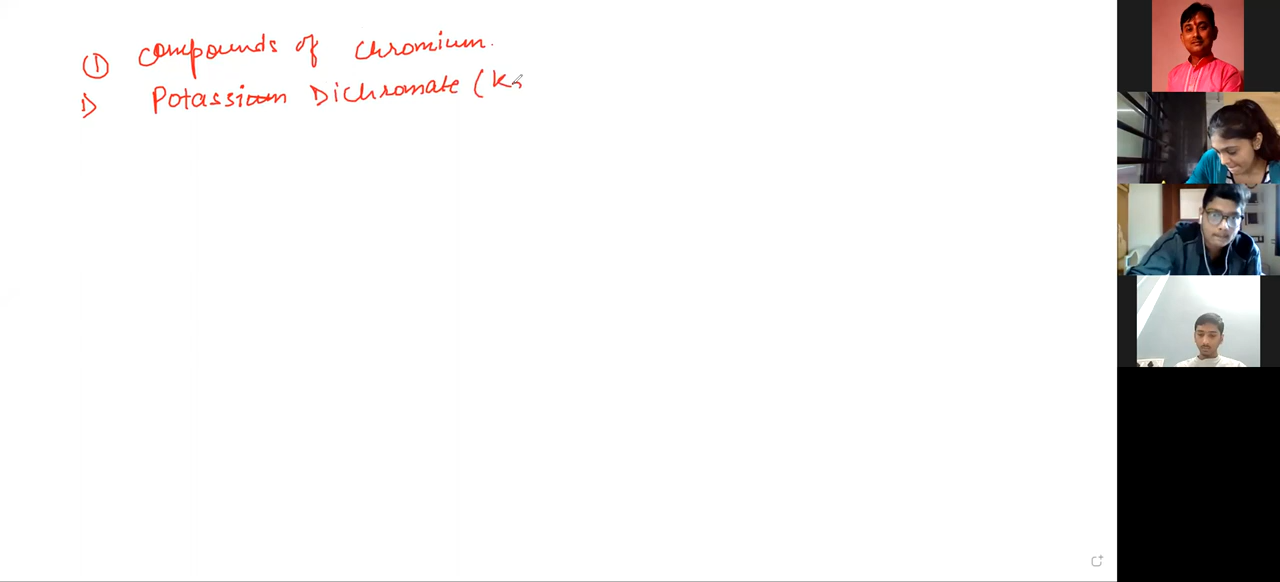 ① Compounds of Chromium.
1) Potassium Dichromate (K